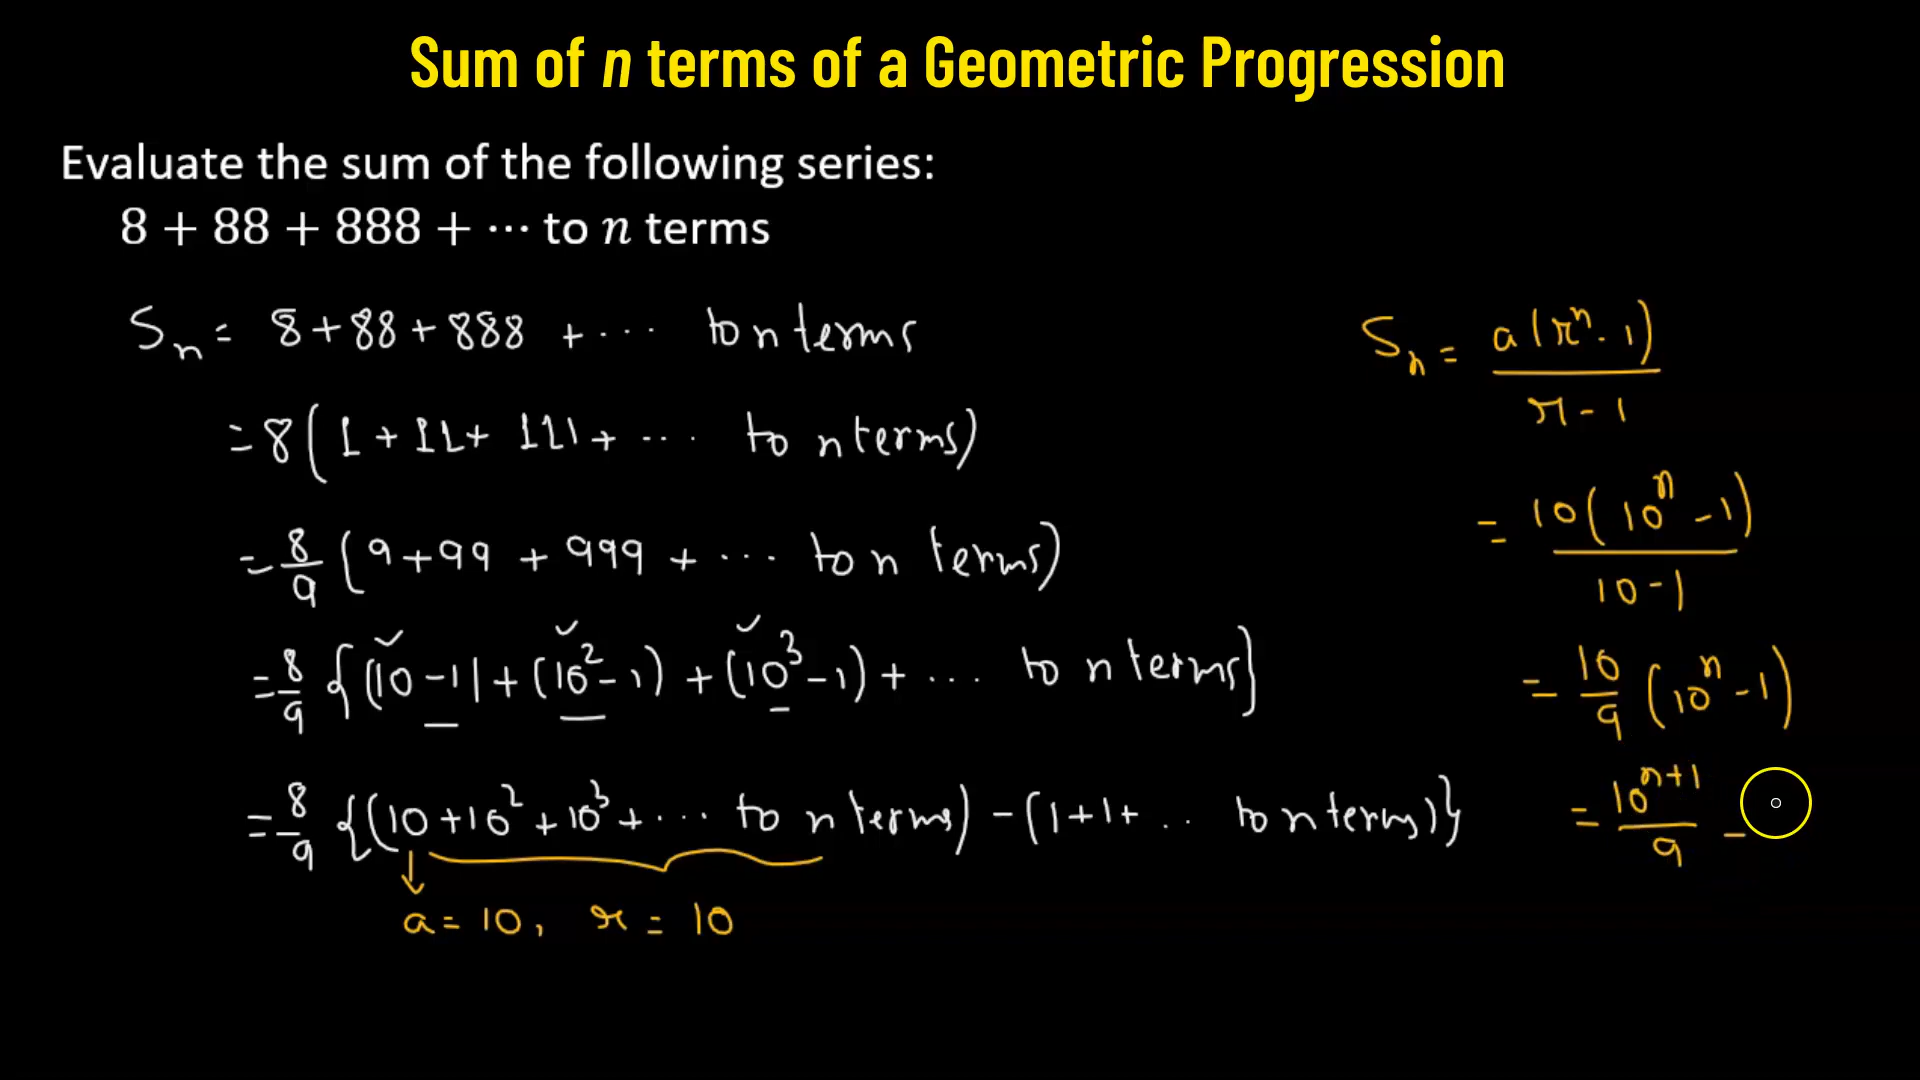 Sum of n terms of a Geometric Progression
Evaluate the sum of the following series:
8 + 88 + 888 + ⋯ to n terms
Sₙ = 8+88+888 + ... to n terms
= 8(1 + 11 + 111 + ... to n terms)
= 8/9 (9+99 + 999 + ... to n terms)
= 8/9 {(10 -1) + (10² - 1) + (10³ - 1) + ... to n terms}
= 8/9 {(10 + 10² + 10³ + ... to n terms) - (1+1+ .. to n terms)}
a = 10, r = 10
Sₙ = a(rⁿ - 1) / r - 1
= 10(10ⁿ - 1) / 10 - 1
= 10/9 (10ⁿ - 1)
= 10ⁿ⁺¹/9 -